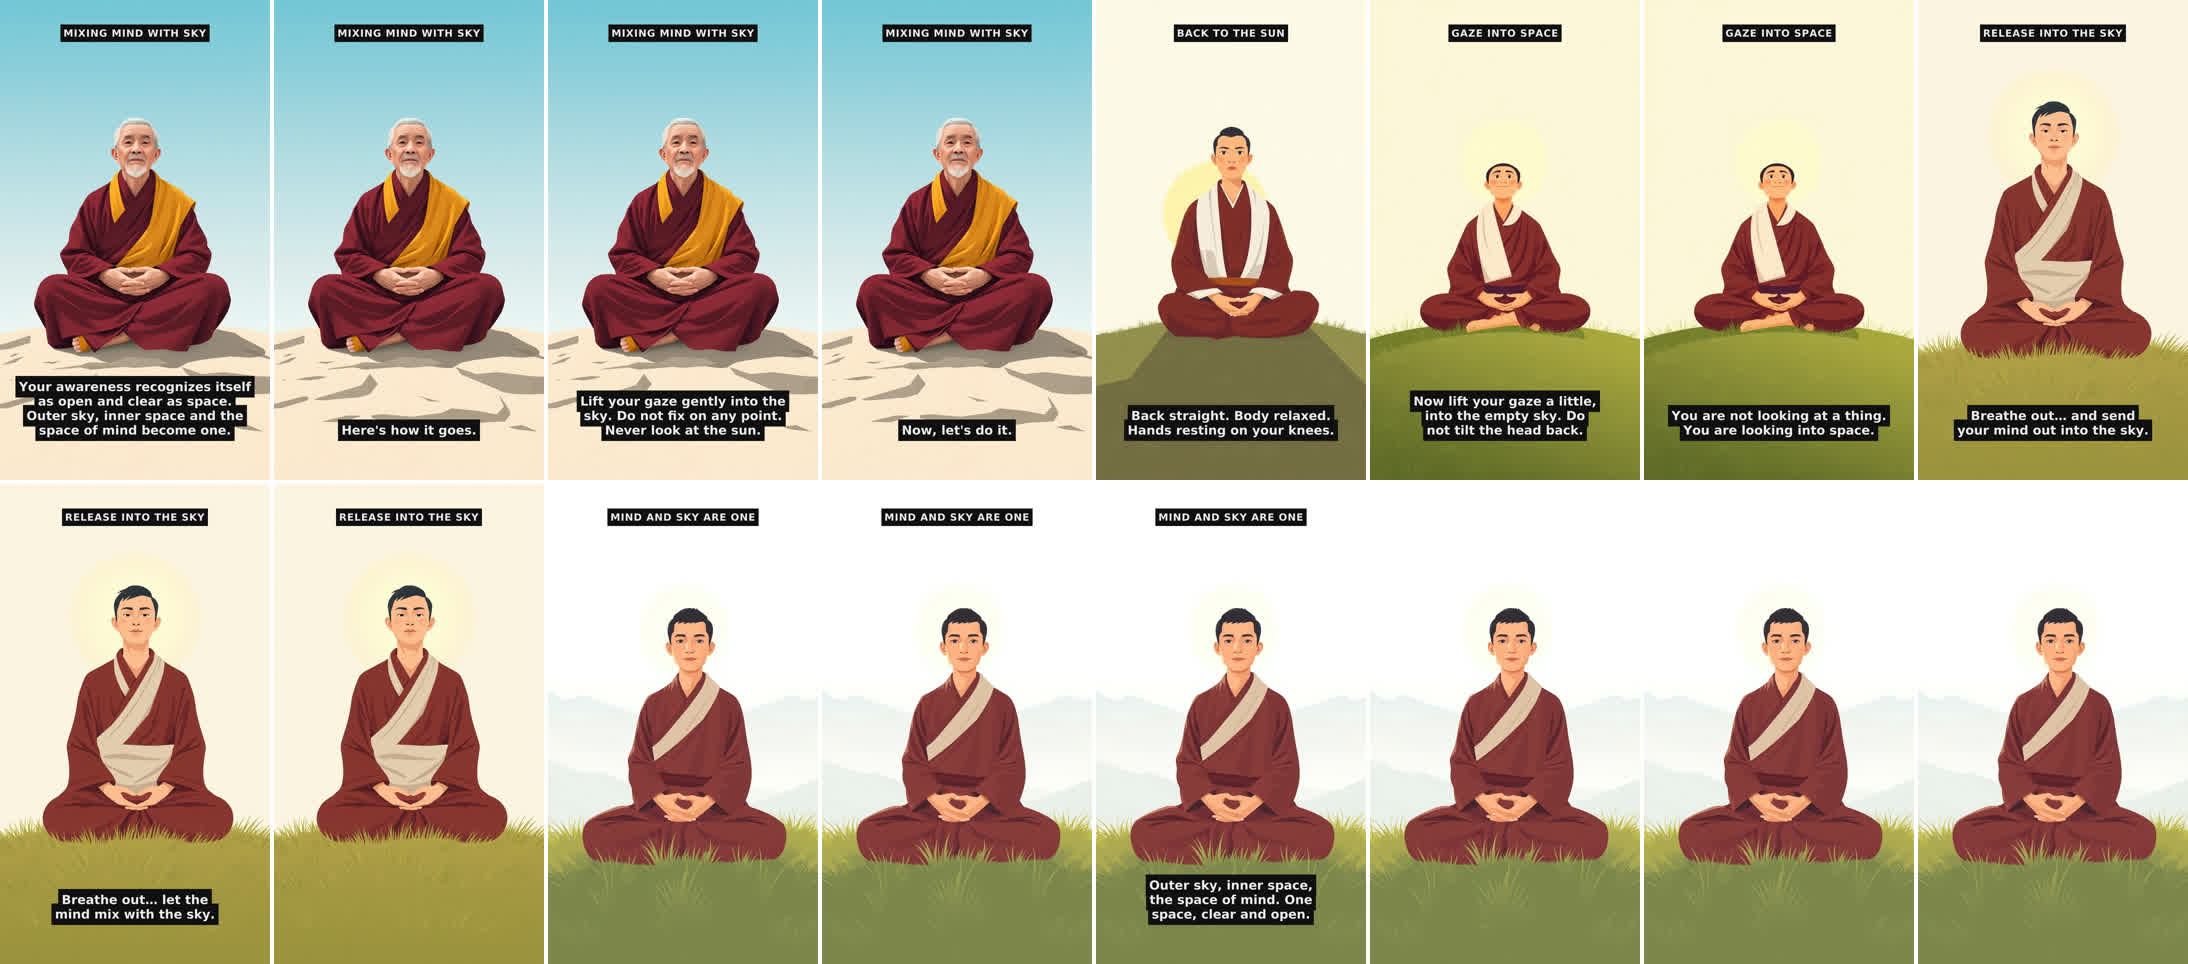 MIXING MIND WITH SKY
Your awareness recognizes itself
as open and clear as space.
Outer sky, inner space and the
space of mind become one.
MIXING MIND WITH SKY
Here's how it goes.
MIXING MIND WITH SKY
Lift your gaze gently into the
sky. Do not fix on any point.
Never look at the sun.
MIXING MIND WITH SKY
Now, let's do it.
BACK TO THE SUN
Back straight. Body relaxed.
Hands resting on your knees.
GAZE INTO SPACE
Now lift your gaze a little,
into the empty sky. Do
not tilt the head back.
GAZE INTO SPACE
You are not looking at a thing.
You are looking into space.
RELEASE INTO THE SKY
Breathe out... and send
your mind out into the sky.
RELEASE INTO THE SKY
Breathe out... let the
mind mix with the sky.
RELEASE INTO THE SKY
MIND AND SKY ARE ONE
MIND AND SKY ARE ONE
MIND AND SKY ARE ONE
Outer sky, inner space,
the space of mind. One
space, clear and open.